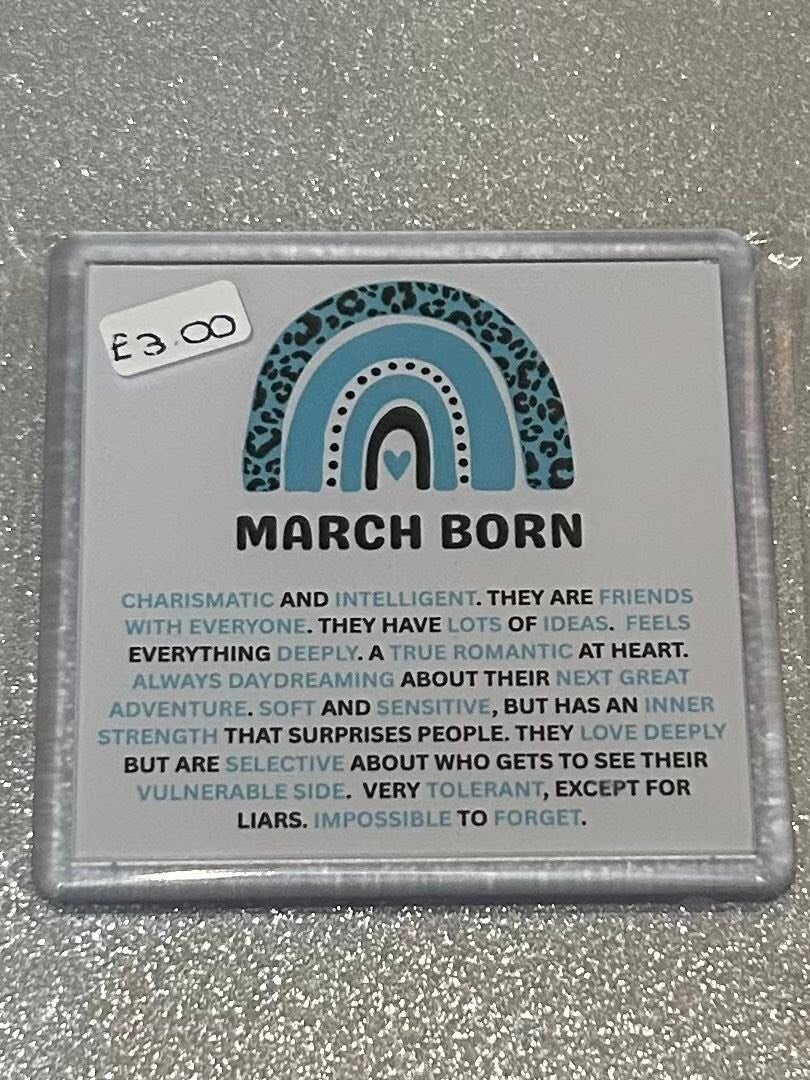 £3.00
MARCH BORN
CHARISMATIC AND INTELLIGENT. THEY ARE FRIENDS
WITH EVERYONE. THEY HAVE LOTS OF IDEAS. FEELS
EVERYTHING DEEPLY. A TRUE ROMANTIC AT HEART.
ALWAYS DAYDREAMING ABOUT THEIR NEXT GREAT
ADVENTURE. SOFT AND SENSITIVE, BUT HAS AN INNER
STRENGTH THAT SURPRISES PEOPLE. THEY LOVE DEEPLY
BUT ARE SELECTIVE ABOUT WHO GETS TO SEE THEIR
VULNERABLE SIDE. VERY TOLERANT, EXCEPT FOR
LIARS. IMPOSSIBLE TO FORGET.